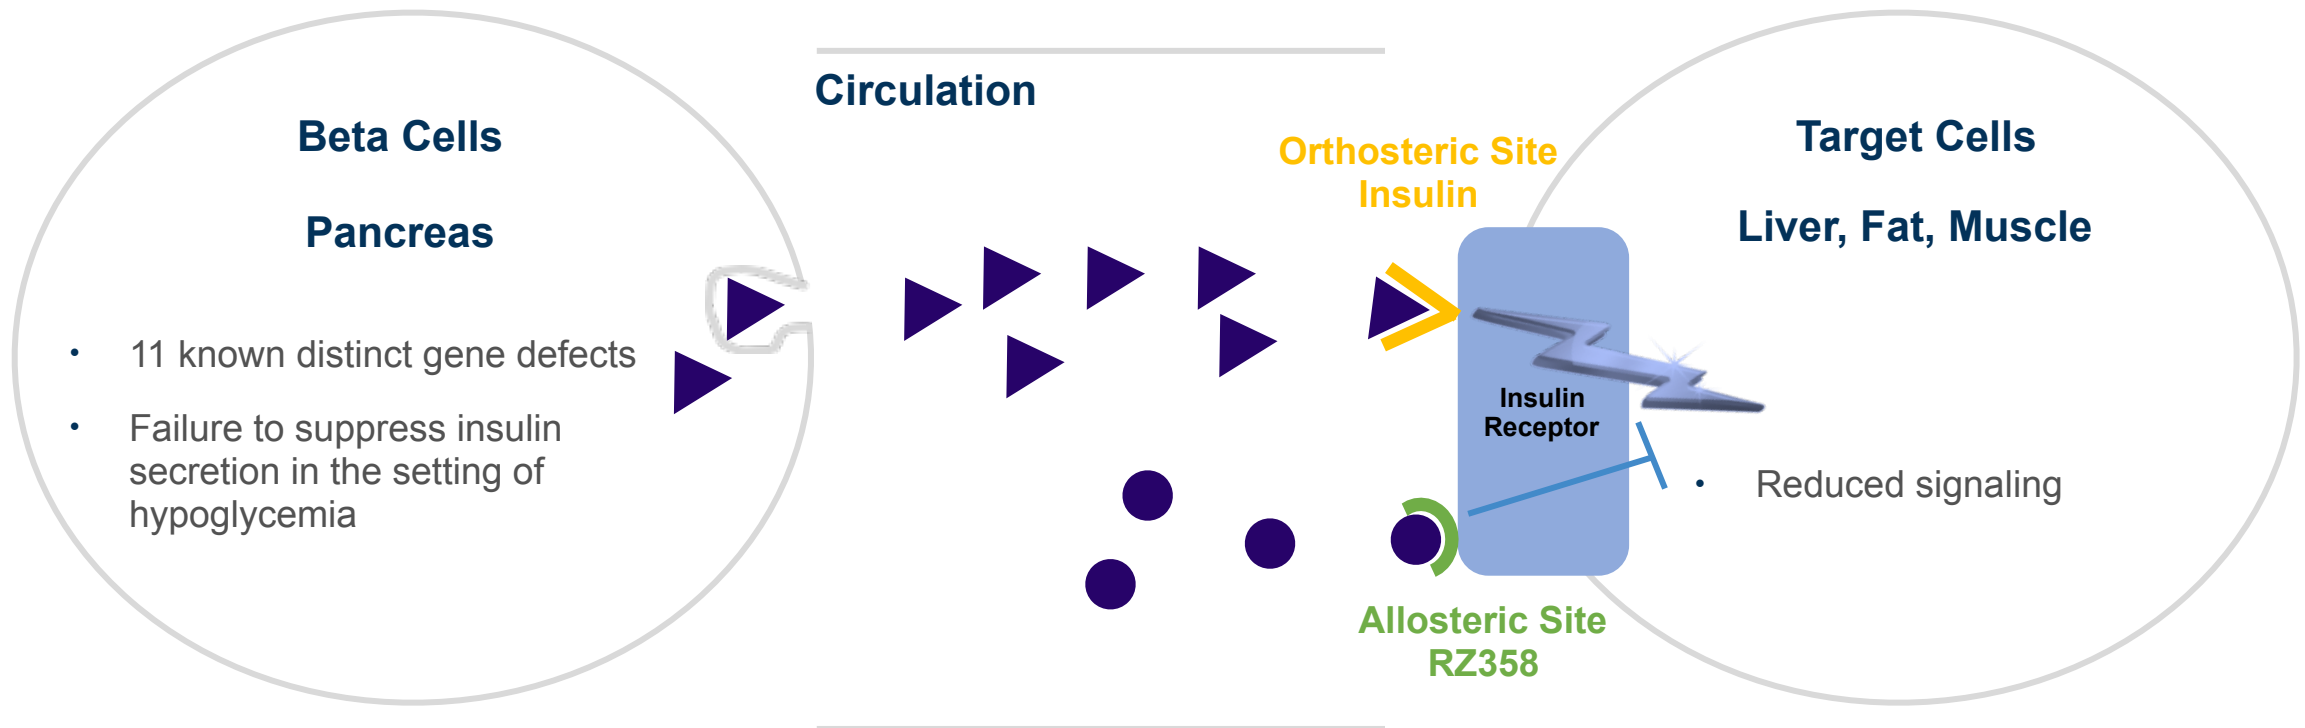 Beta Cells
Pancreas
• 11 known distinct gene defects
• Failure to suppress insulin
secretion in the setting of
hypoglycemia
Circulation
Orthosteric Site
Insulin
Insulin
Receptor
Allosteric Site
RZ358
Target Cells
Liver, Fat, Muscle
• Reduced signaling